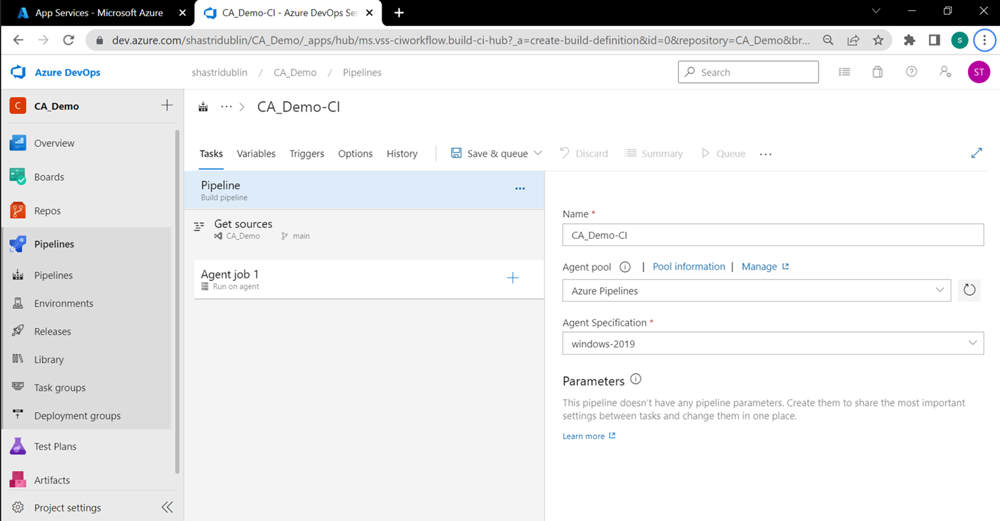 App Services - Microsoft Azure
CA_Demo-CI - Azure DevOps Ser
dev.azure.com/shastridublin/CA_Demo/_apps/hub/ms.vss-ciworkflow.build-ci-hub?_a=create-build-definition&id=0&repository=CA_Demo&br...
S
Azure DevOps
shastridublin / CA_Demo / Pipelines
Search
ST
C CA_Demo
Overview
Boards
Repos
Pipelines
Pipelines
Environments
Releases
Library
Task groups
Deployment groups
Test Plans
Artifacts
Project settings
... > CA_Demo-CI
Tasks Variables Triggers Options History Save & queue Discard Summary Queue ...
Pipeline
Build pipeline
...
Get sources
CA_Demo main
Agent job 1
Run on agent
Name *
CA_Demo-CI
Agent pool | Pool information | Manage
Azure Pipelines
Agent Specification *
windows-2019
Parameters
This pipeline doesn't have any pipeline parameters. Create them to share the most important
settings between tasks and change them in one place.
Learn more